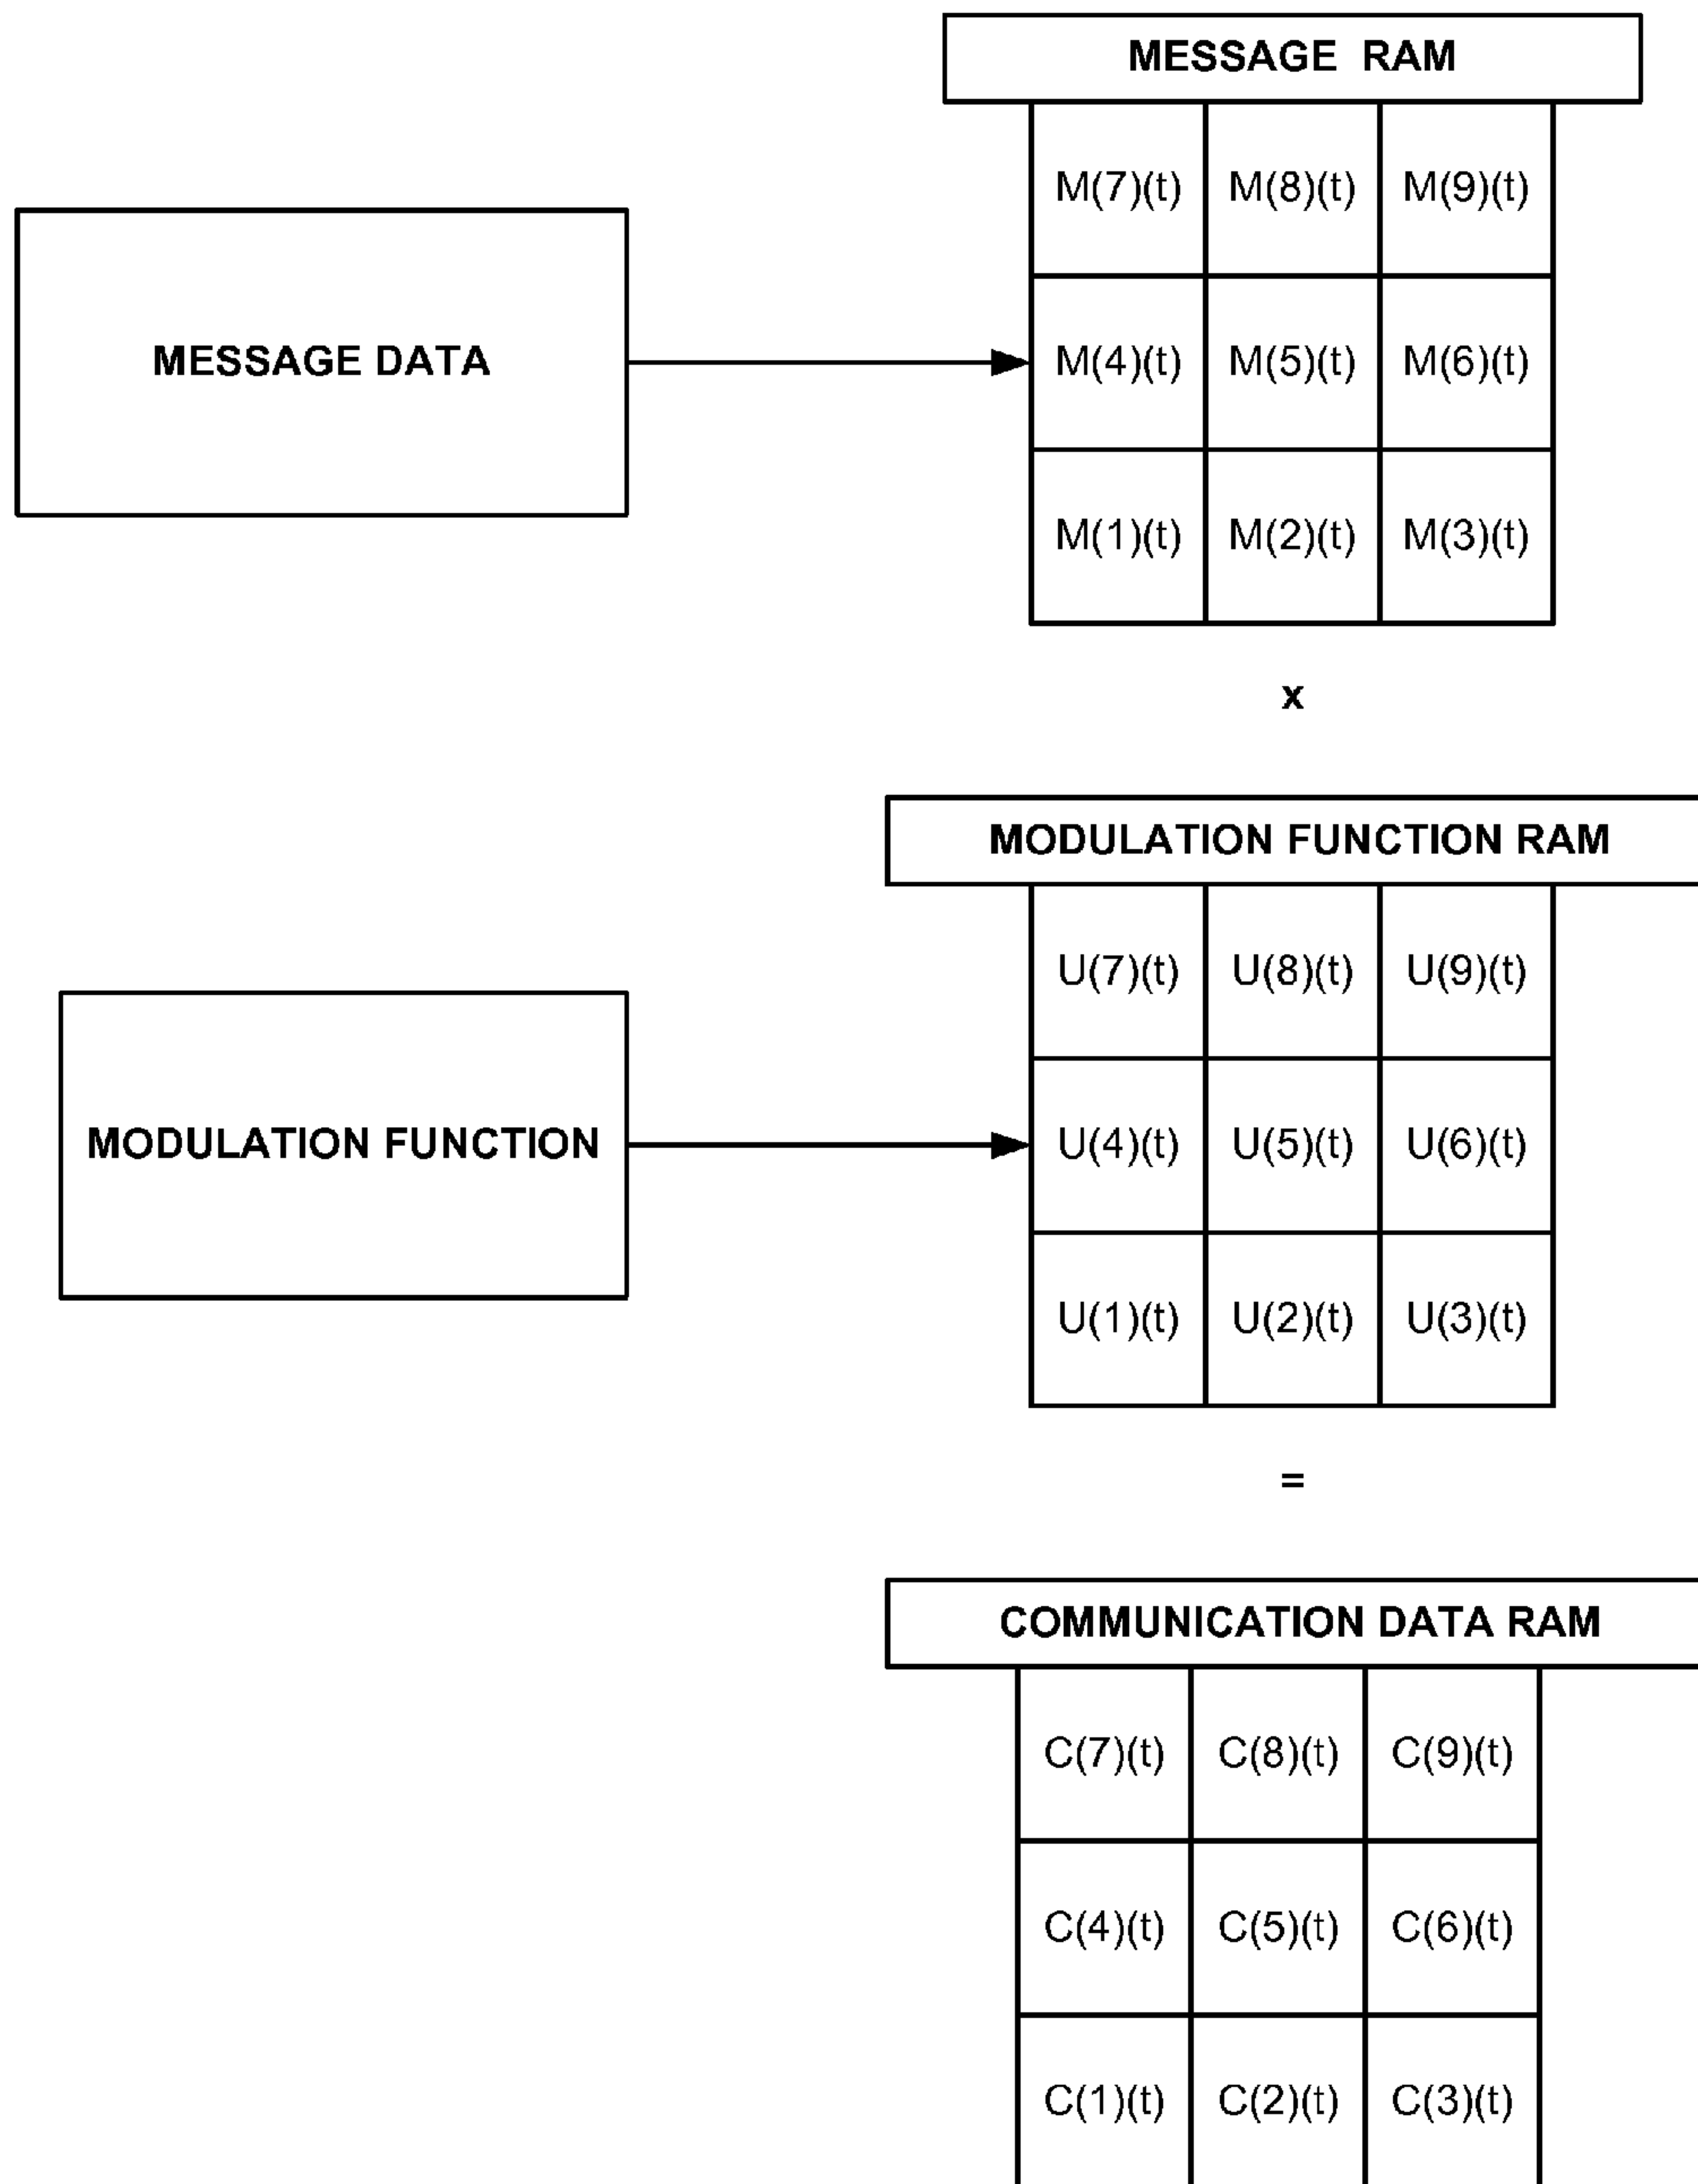 MESSAGE RAM
M(7)(t) M(8)(t) M(9)(t)
MESSAGE DATA
M(4)(t) M(5)(t) M(6)(t)
M(1)(t) M(2)(t) M(3)(t)
x
MODULATION FUNCTION RAM
U(7)(t) U(8)(t) U(9)(t)
MODULATION FUNCTION
U(4)(t) U(5)(t) U(6)(t)
U(1)(t) U(2)(t) U(3)(t)
=
COMMUNICATION DATA RAM
C(7)(t) C(8)(t) C(9)(t)
C(4)(t) C(5)(t) C(6)(t)
C(1)(t) C(2)(t) C(3)(t)